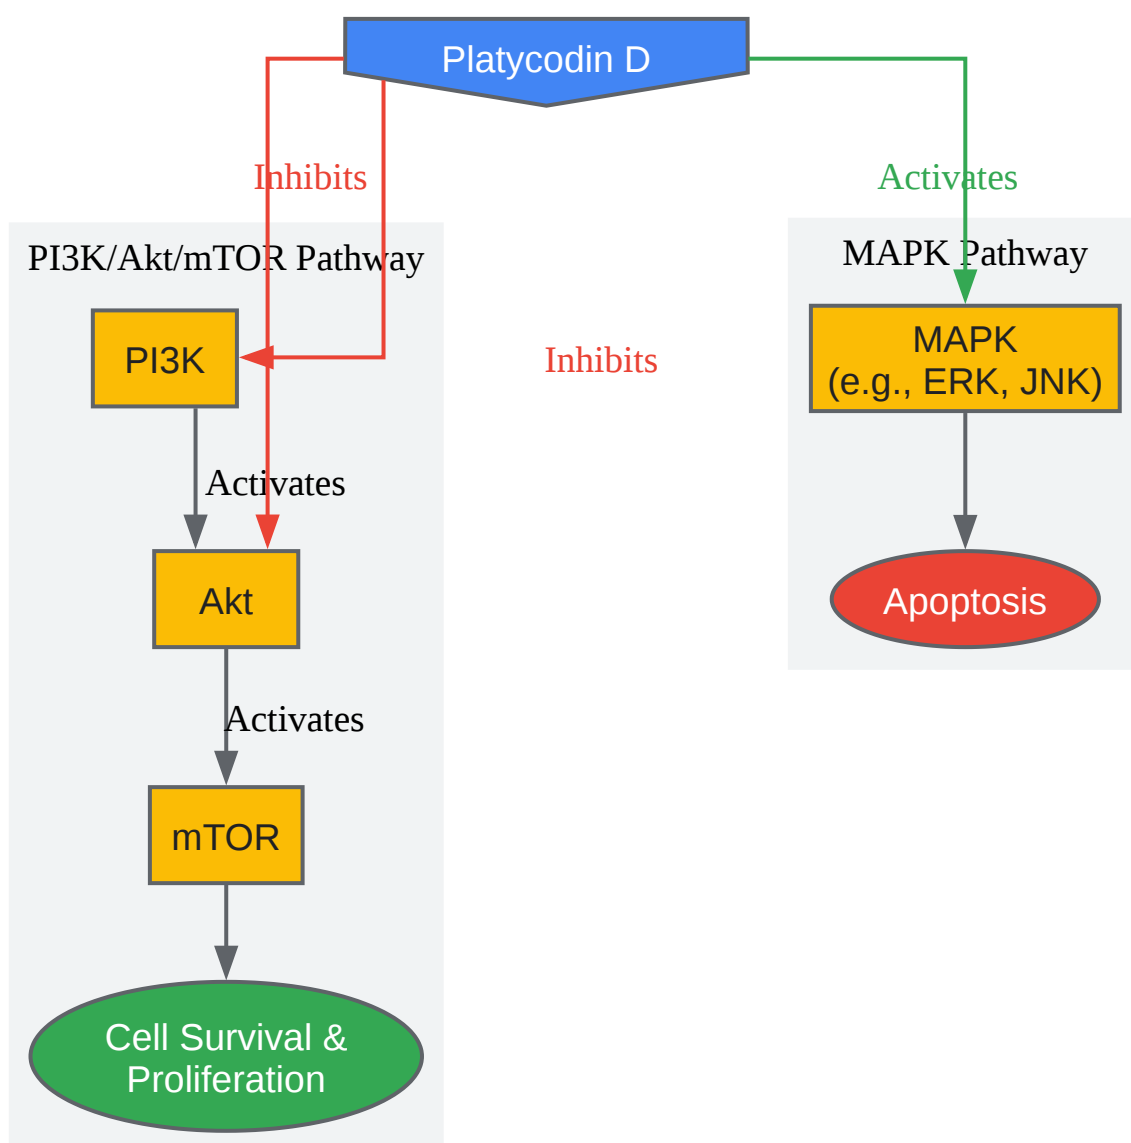 Platycodin D
Inhibits
Activates
PI3K/Akt/mTOR Pathway
MAPK Pathway
PI3K
Inhibits
MAPK
(e.g., ERK, JNK)
Activates
Akt
Apoptosis
Activates
mTOR
Cell Survival &
Proliferation